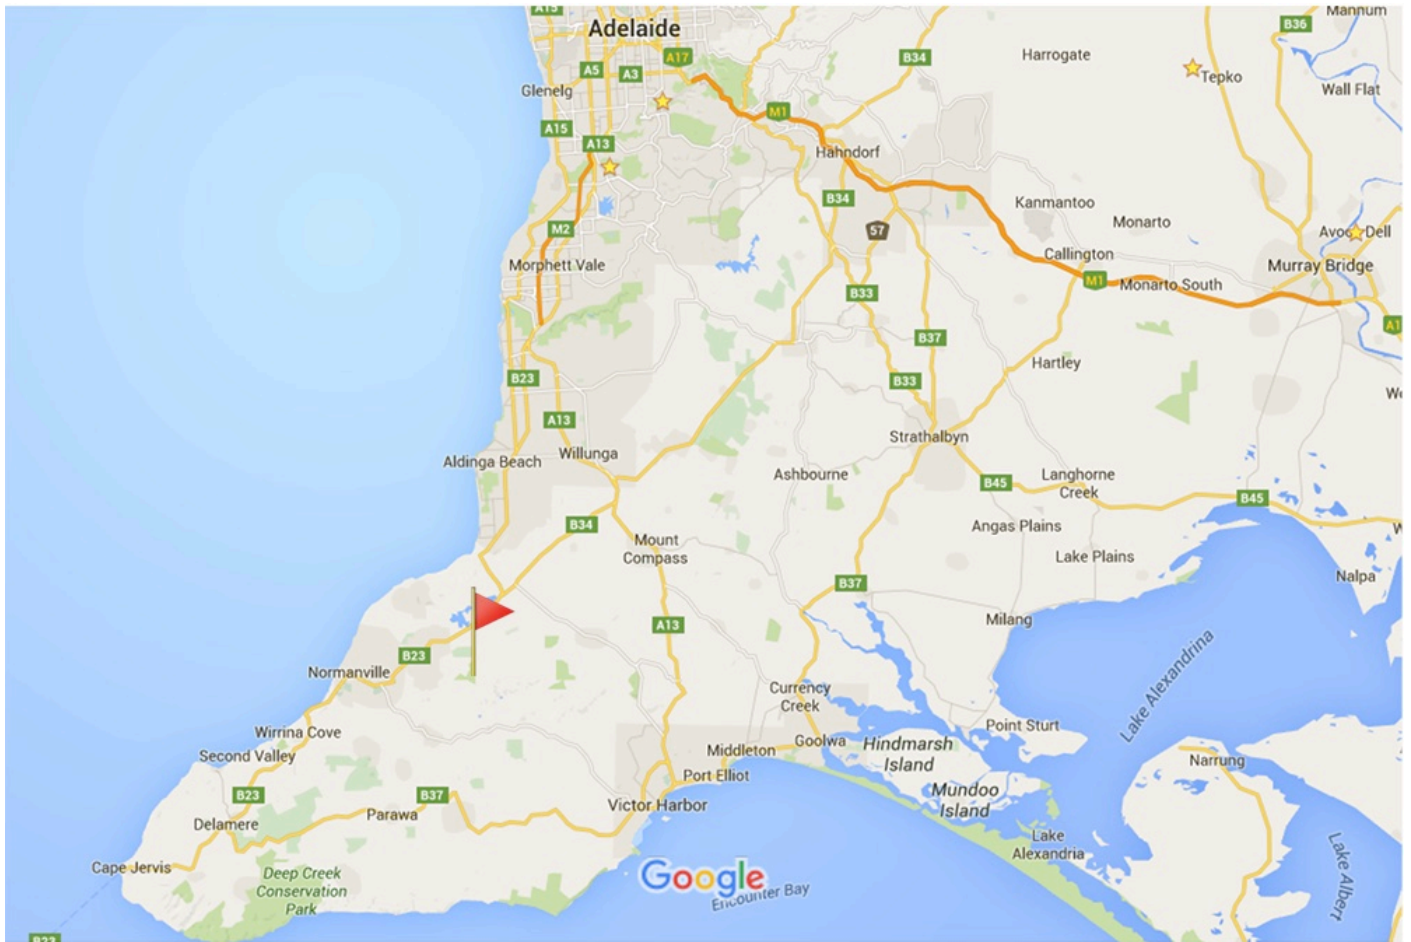 A15
Adelaide
Mannum
B36
A17
B34
Harrogate
A5
A3
Tepko
Glenelg
Wall Flat
M1
A15
A13
Hahndorf
B34
Kanmantoo
Monarto
M2
57
Callington
Morphett Vale
Murray Bridge
M1
Monarto South
B33
A1
B37
Hartley
B23
B33
A13
Strathalbyn
Aldinga Beach
Willunga
Ashbourne
B45
Langhorne
Creek
B45
B34
Angas Plains
Mount
Compass
Lake Plains
Nalpa
B37
A13
Milang
B23
Normanville
Lake Alexandrina
Currency
Creek
Point Sturt
Wirrina Cove
Second Valley
Middleton
Goolwa
Hindmarsh
Island
Narrung
Port Elliot
B23
B37
Victor Harbor
Mundoo
Island
Parawa
Delamere
Lake
Alexandria
Cape Jervis
Deep Creek
Conservation
Park
Google
Encounter Bay
Lake Albert
B23